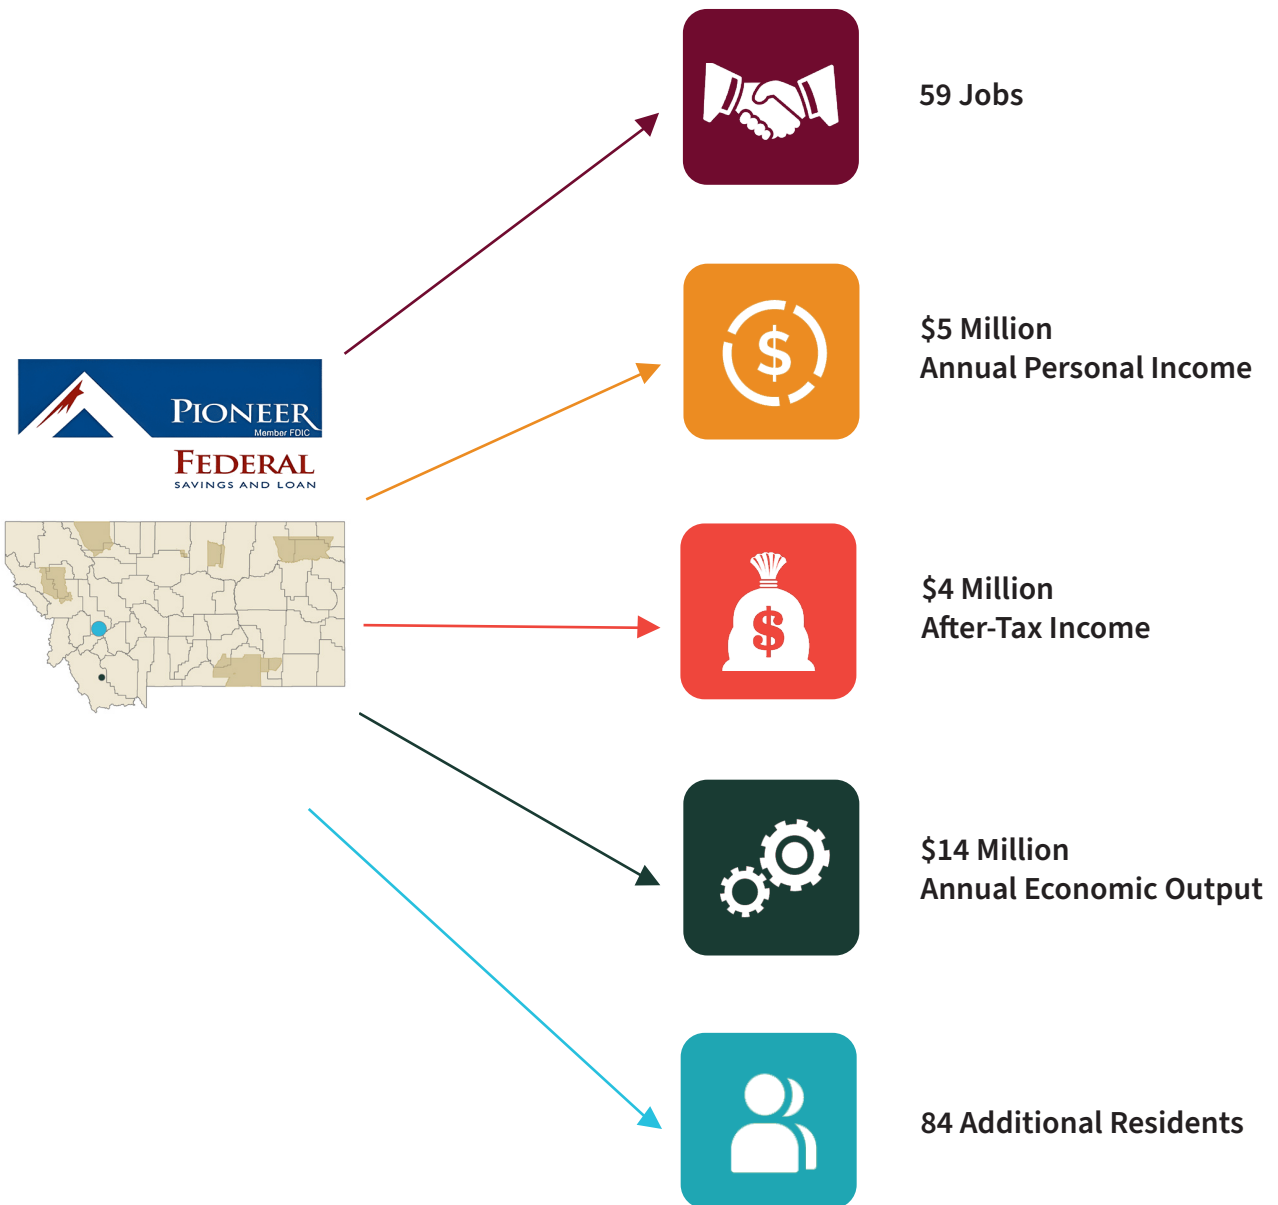 59 Jobs
$5 Million
Annual Personal Income
PIONEER
Member FDIC
FEDERAL
SAVINGS AND LOAN
$
$4 Million
After-Tax Income
$
$14 Million
Annual Economic Output
84 Additional Residents